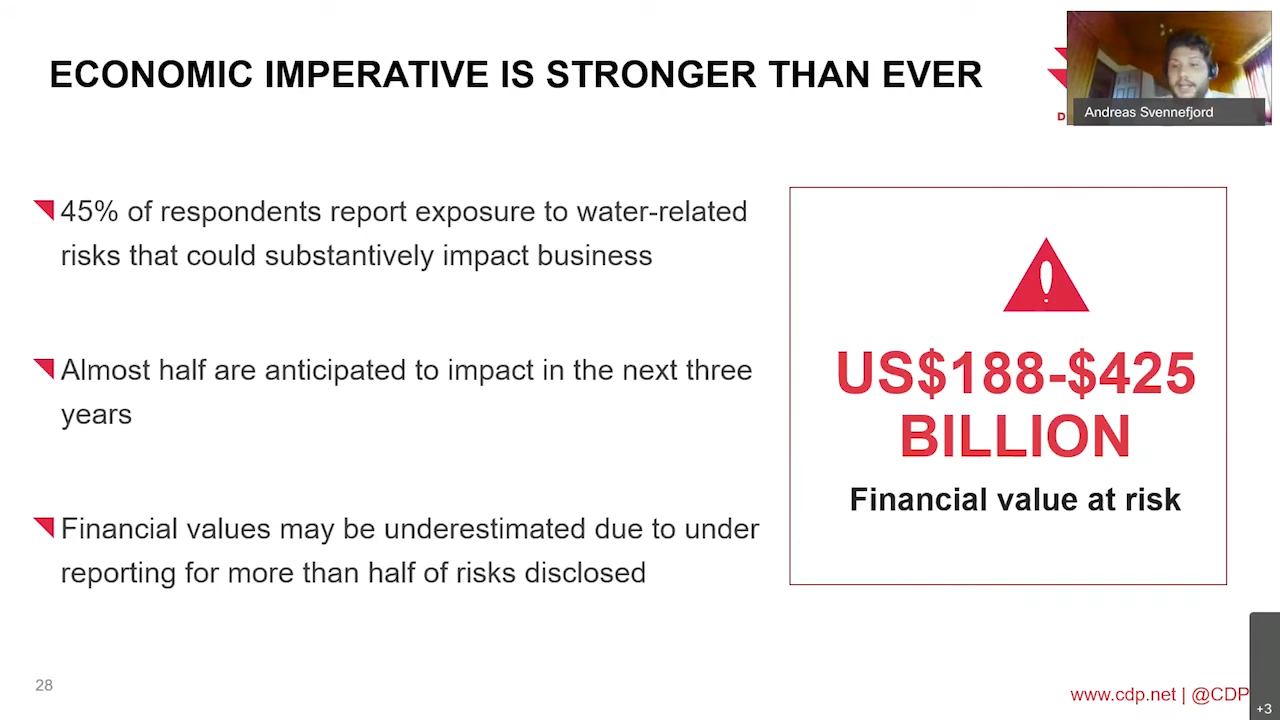 ECONOMIC IMPERATIVE IS STRONGER THAN EVER
D
Andreas Svennefjord
45% of respondents report exposure to water-related
risks that could substantively impact business
Almost half are anticipated to impact in the next three
years
Financial values may be underestimated due to under
reporting for more than half of risks disclosed
US$188-$425
BILLION
Financial value at risk
28
www.cdp.net | @CDP
+3